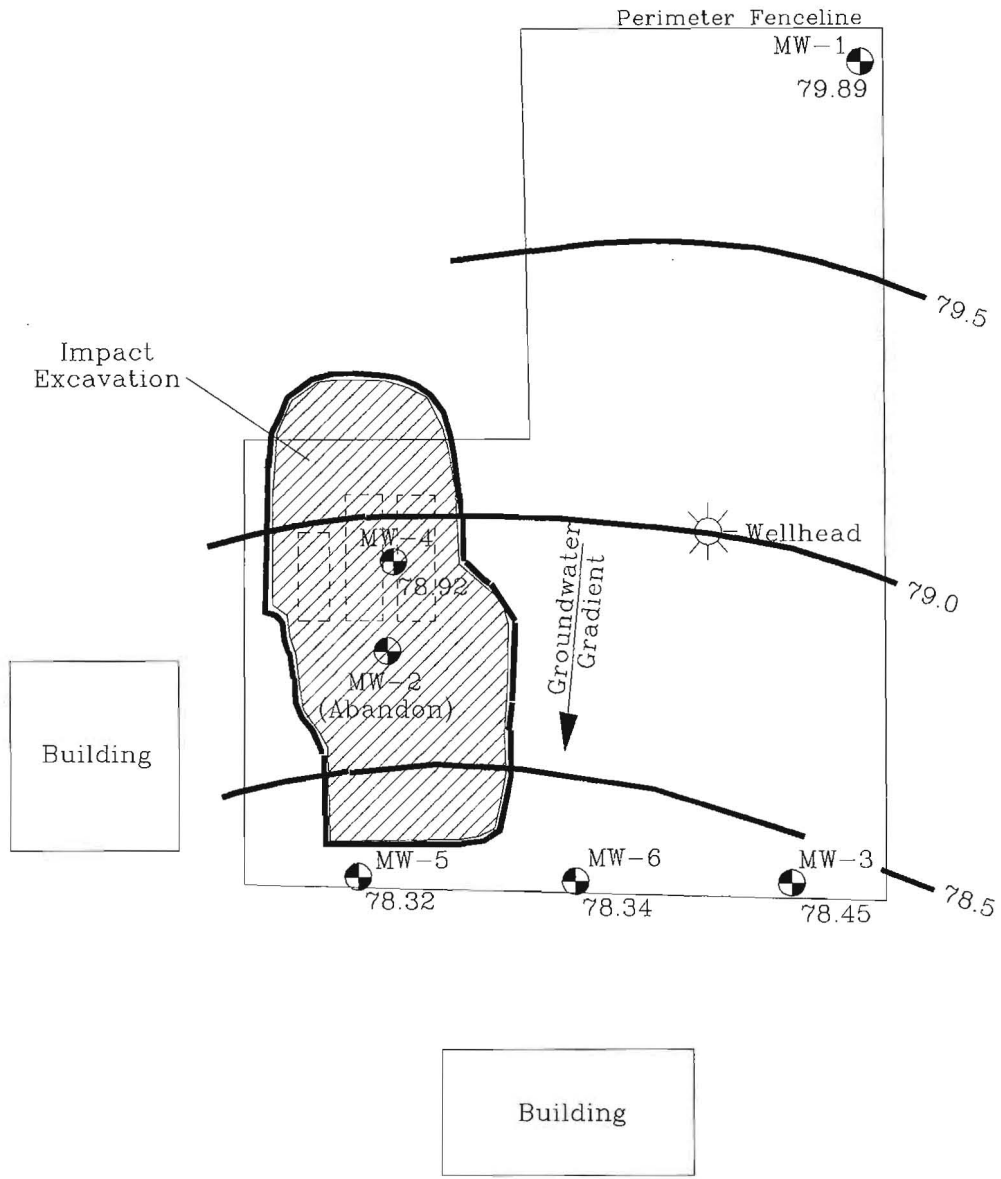 Perimeter Fenceline
MW-1
79.89
79.5
Impact
Excavation
MW-4
78.92
Wellhead
79.0
Groundwater
Gradient
MW-2
(Abandon)
Building
MW-5
78.32
MW-6
78.34
MW-3
78.45
78.5
Building